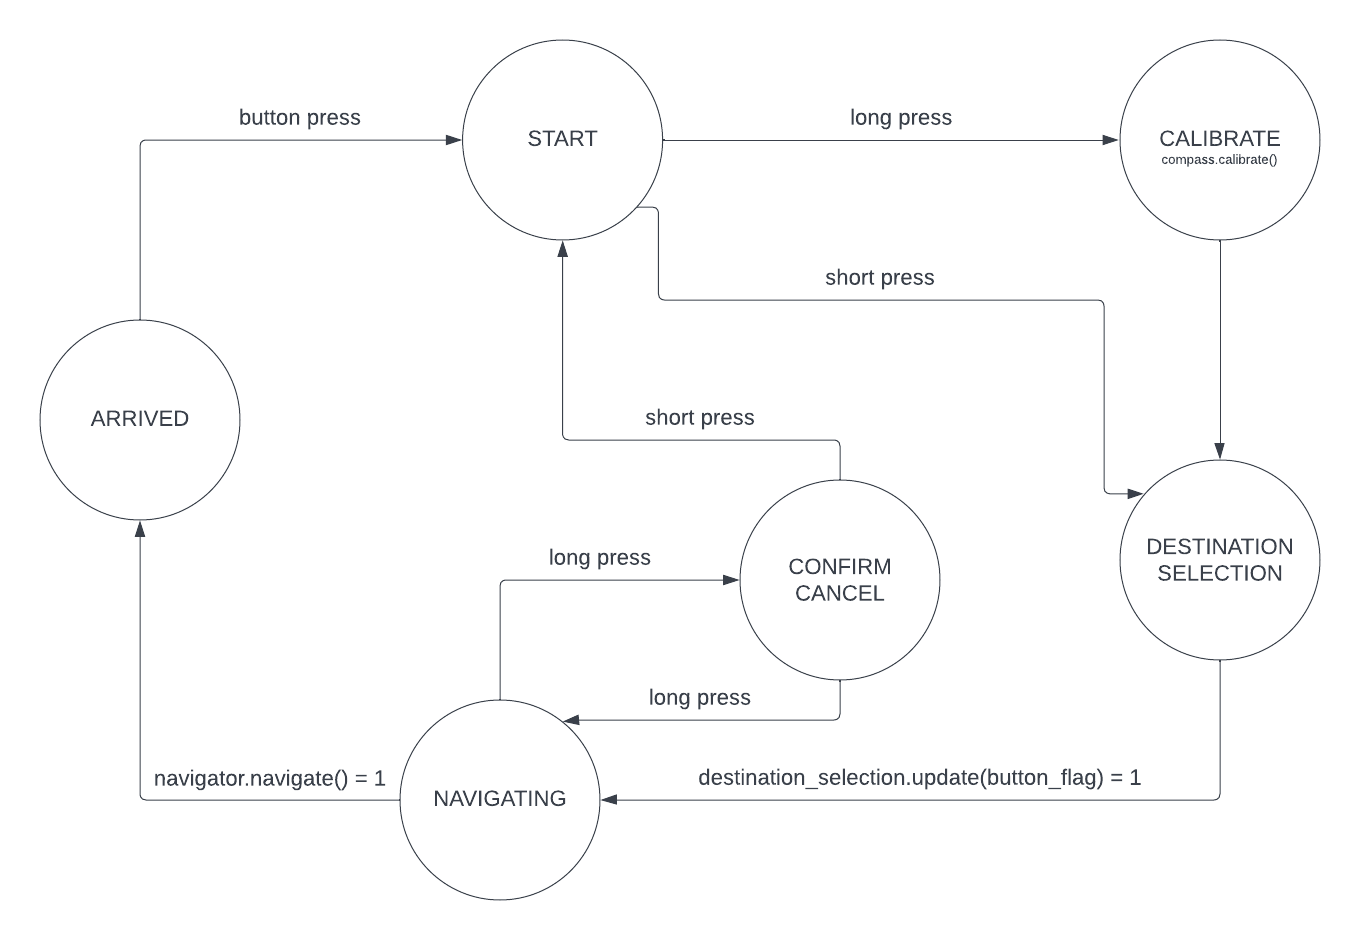 button press
START
long press
CALIBRATE
compass.calibrate()
short press
ARRIVED
short press
long press
CONFIRM
CANCEL
DESTINATION
SELECTION
long press
navigator.navigate() = 1
NAVIGATING
destination_selection.update(button_flag) = 1